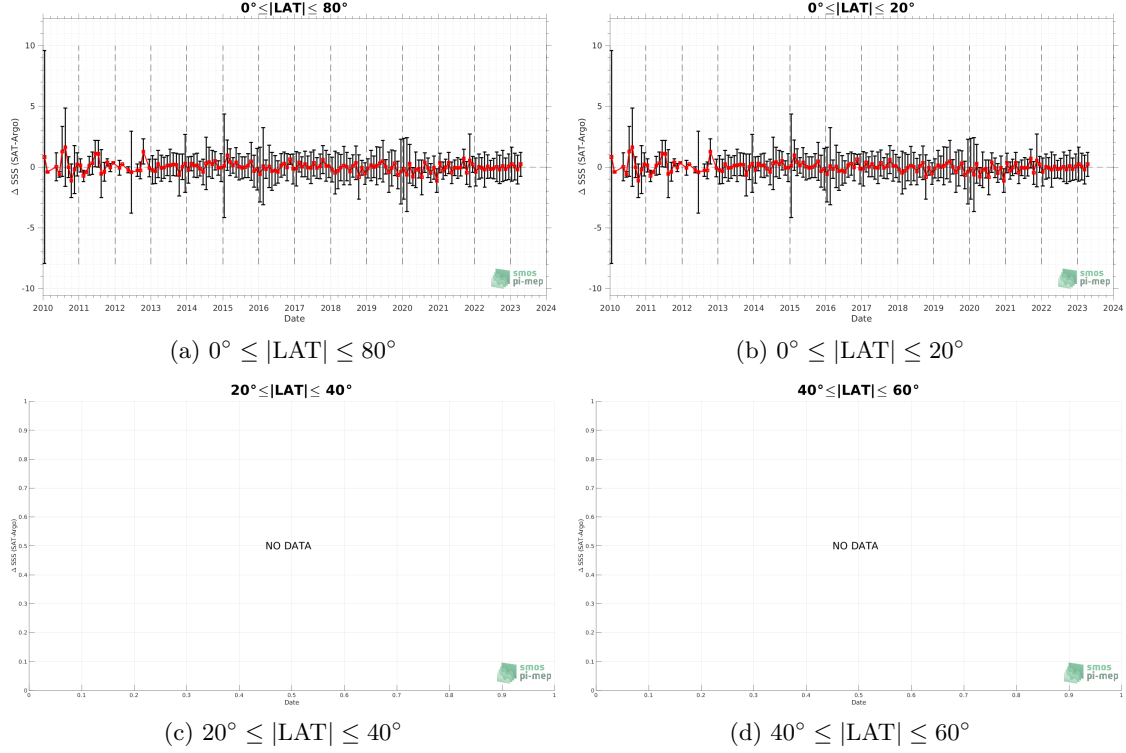 0°≤|LAT|≤ 80°
10
5
0
-5
-10
Δ SSS (SAT-Argo)
2010 2011 2012 2013 2014 2015 2016 2017 2018 2019 2020 2021 2022 2023 2024
Date
smos
pi-mep
(a) 0° ≤ |LAT| ≤ 80°
0°≤|LAT|≤ 20°
10
5
0
-5
-10
Δ SSS (SAT-Argo)
2010 2011 2012 2013 2014 2015 2016 2017 2018 2019 2020 2021 2022 2023 2024
Date
smos
pi-mep
(b) 0° ≤ |LAT| ≤ 20°
20°≤|LAT|≤ 40°
1
0.9
0.8
0.7
0.6
0.5
0.4
0.3
0.2
0.1
0
Δ SSS (SAT-Argo)
NO DATA
0 0.1 0.2 0.3 0.4 0.5 0.6 0.7 0.8 0.9 1
Date
smos
pi-mep
(c) 20° ≤ |LAT| ≤ 40°
40°≤|LAT|≤ 60°
1
0.9
0.8
0.7
0.6
0.5
0.4
0.3
0.2
0.1
0
Δ SSS (SAT-Argo)
NO DATA
0 0.1 0.2 0.3 0.4 0.5 0.6 0.7 0.8 0.9 1
Date
smos
pi-mep
(d) 40° ≤ |LAT| ≤ 60°